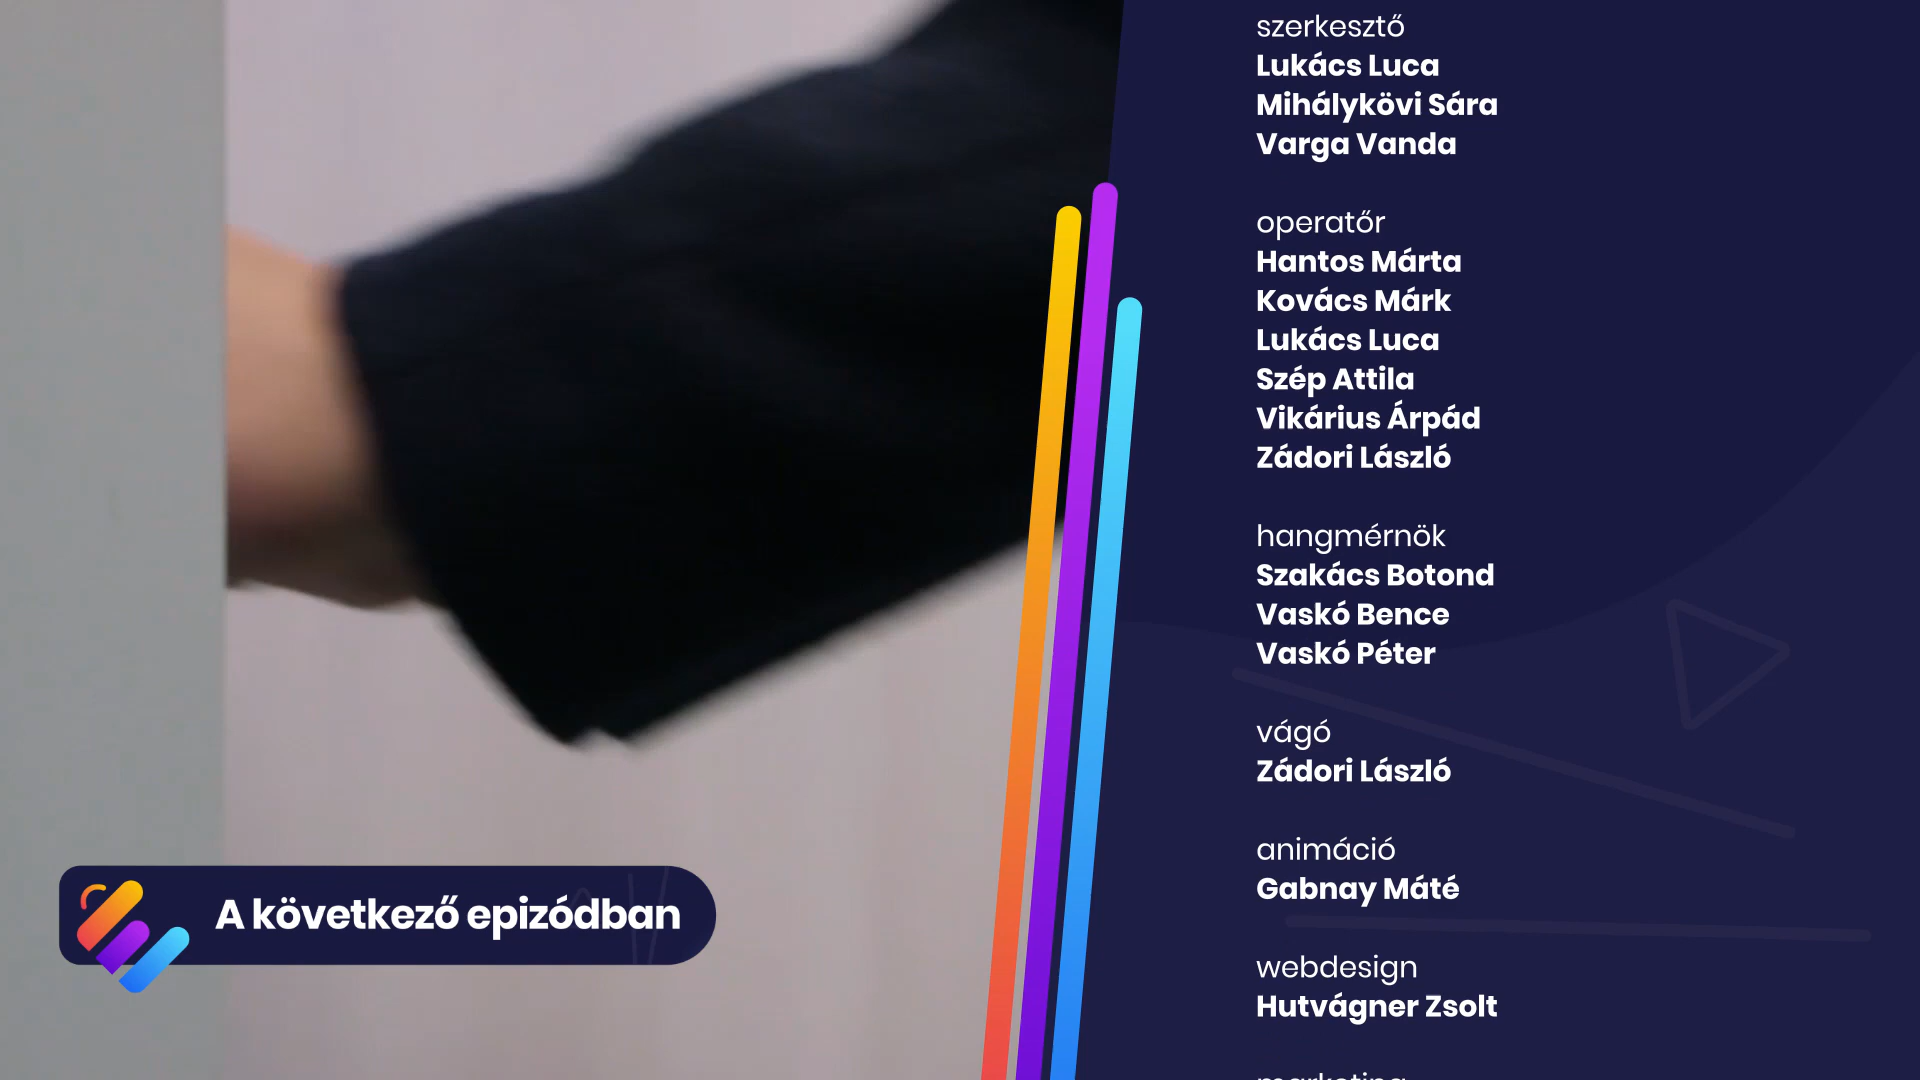 szerkesztő
Lukács Luca
Mihálykövi Sára
Varga Vanda
operatőr
Hantos Márta
Kovács Márk
Lukács Luca
Szép Attila
Vikárius Árpád
Zádori László
hangmérnök
Szakács Botond
Vaskó Bence
Vaskó Péter
vágó
Zádori László
animáció
Gabnay Máté
webdesign
Hutvágner Zsolt
A következő epizódban